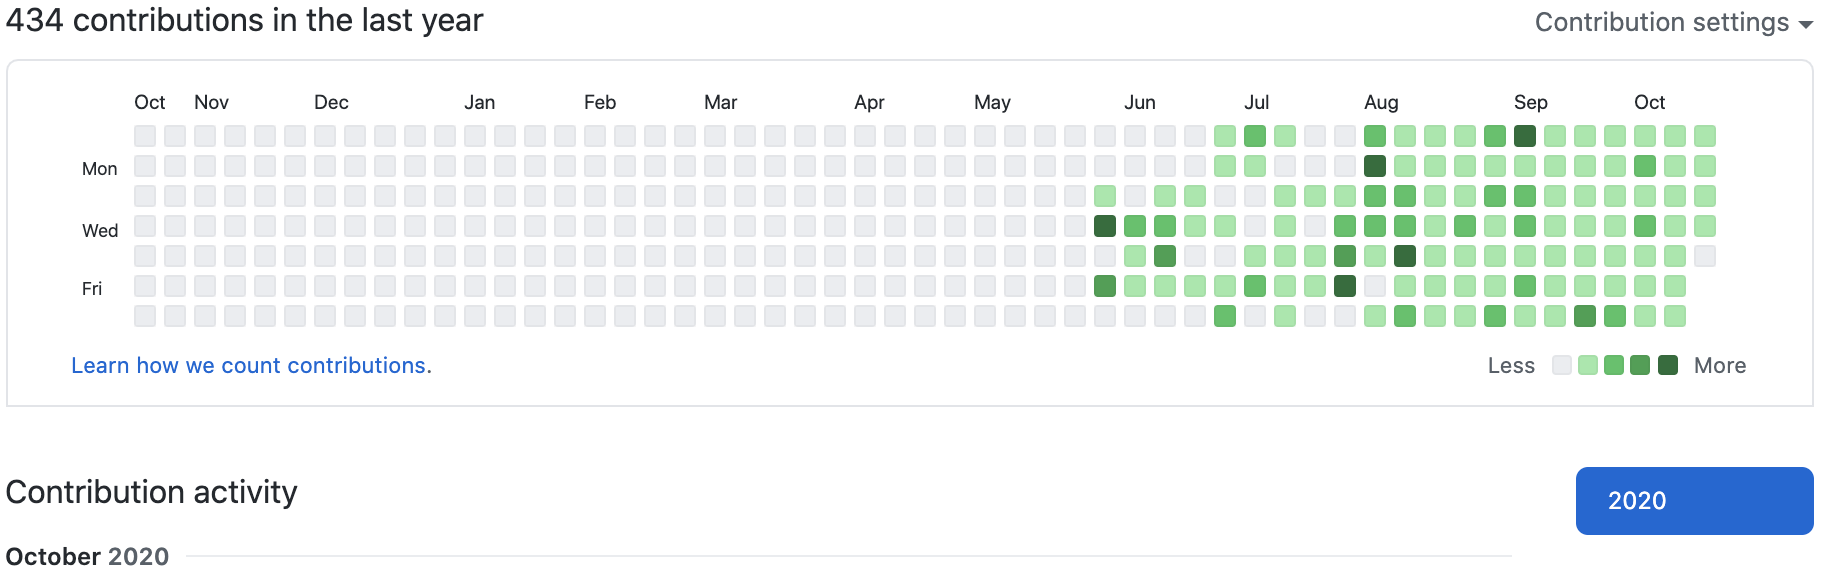 434 contributions in the last year
Contribution settings
Oct Nov Dec Jan Feb Mar Apr May Jun Jul Aug Sep Oct
Mon
Wed
Fri
Learn how we count contributions.
Less More
Contribution activity
2020
October 2020